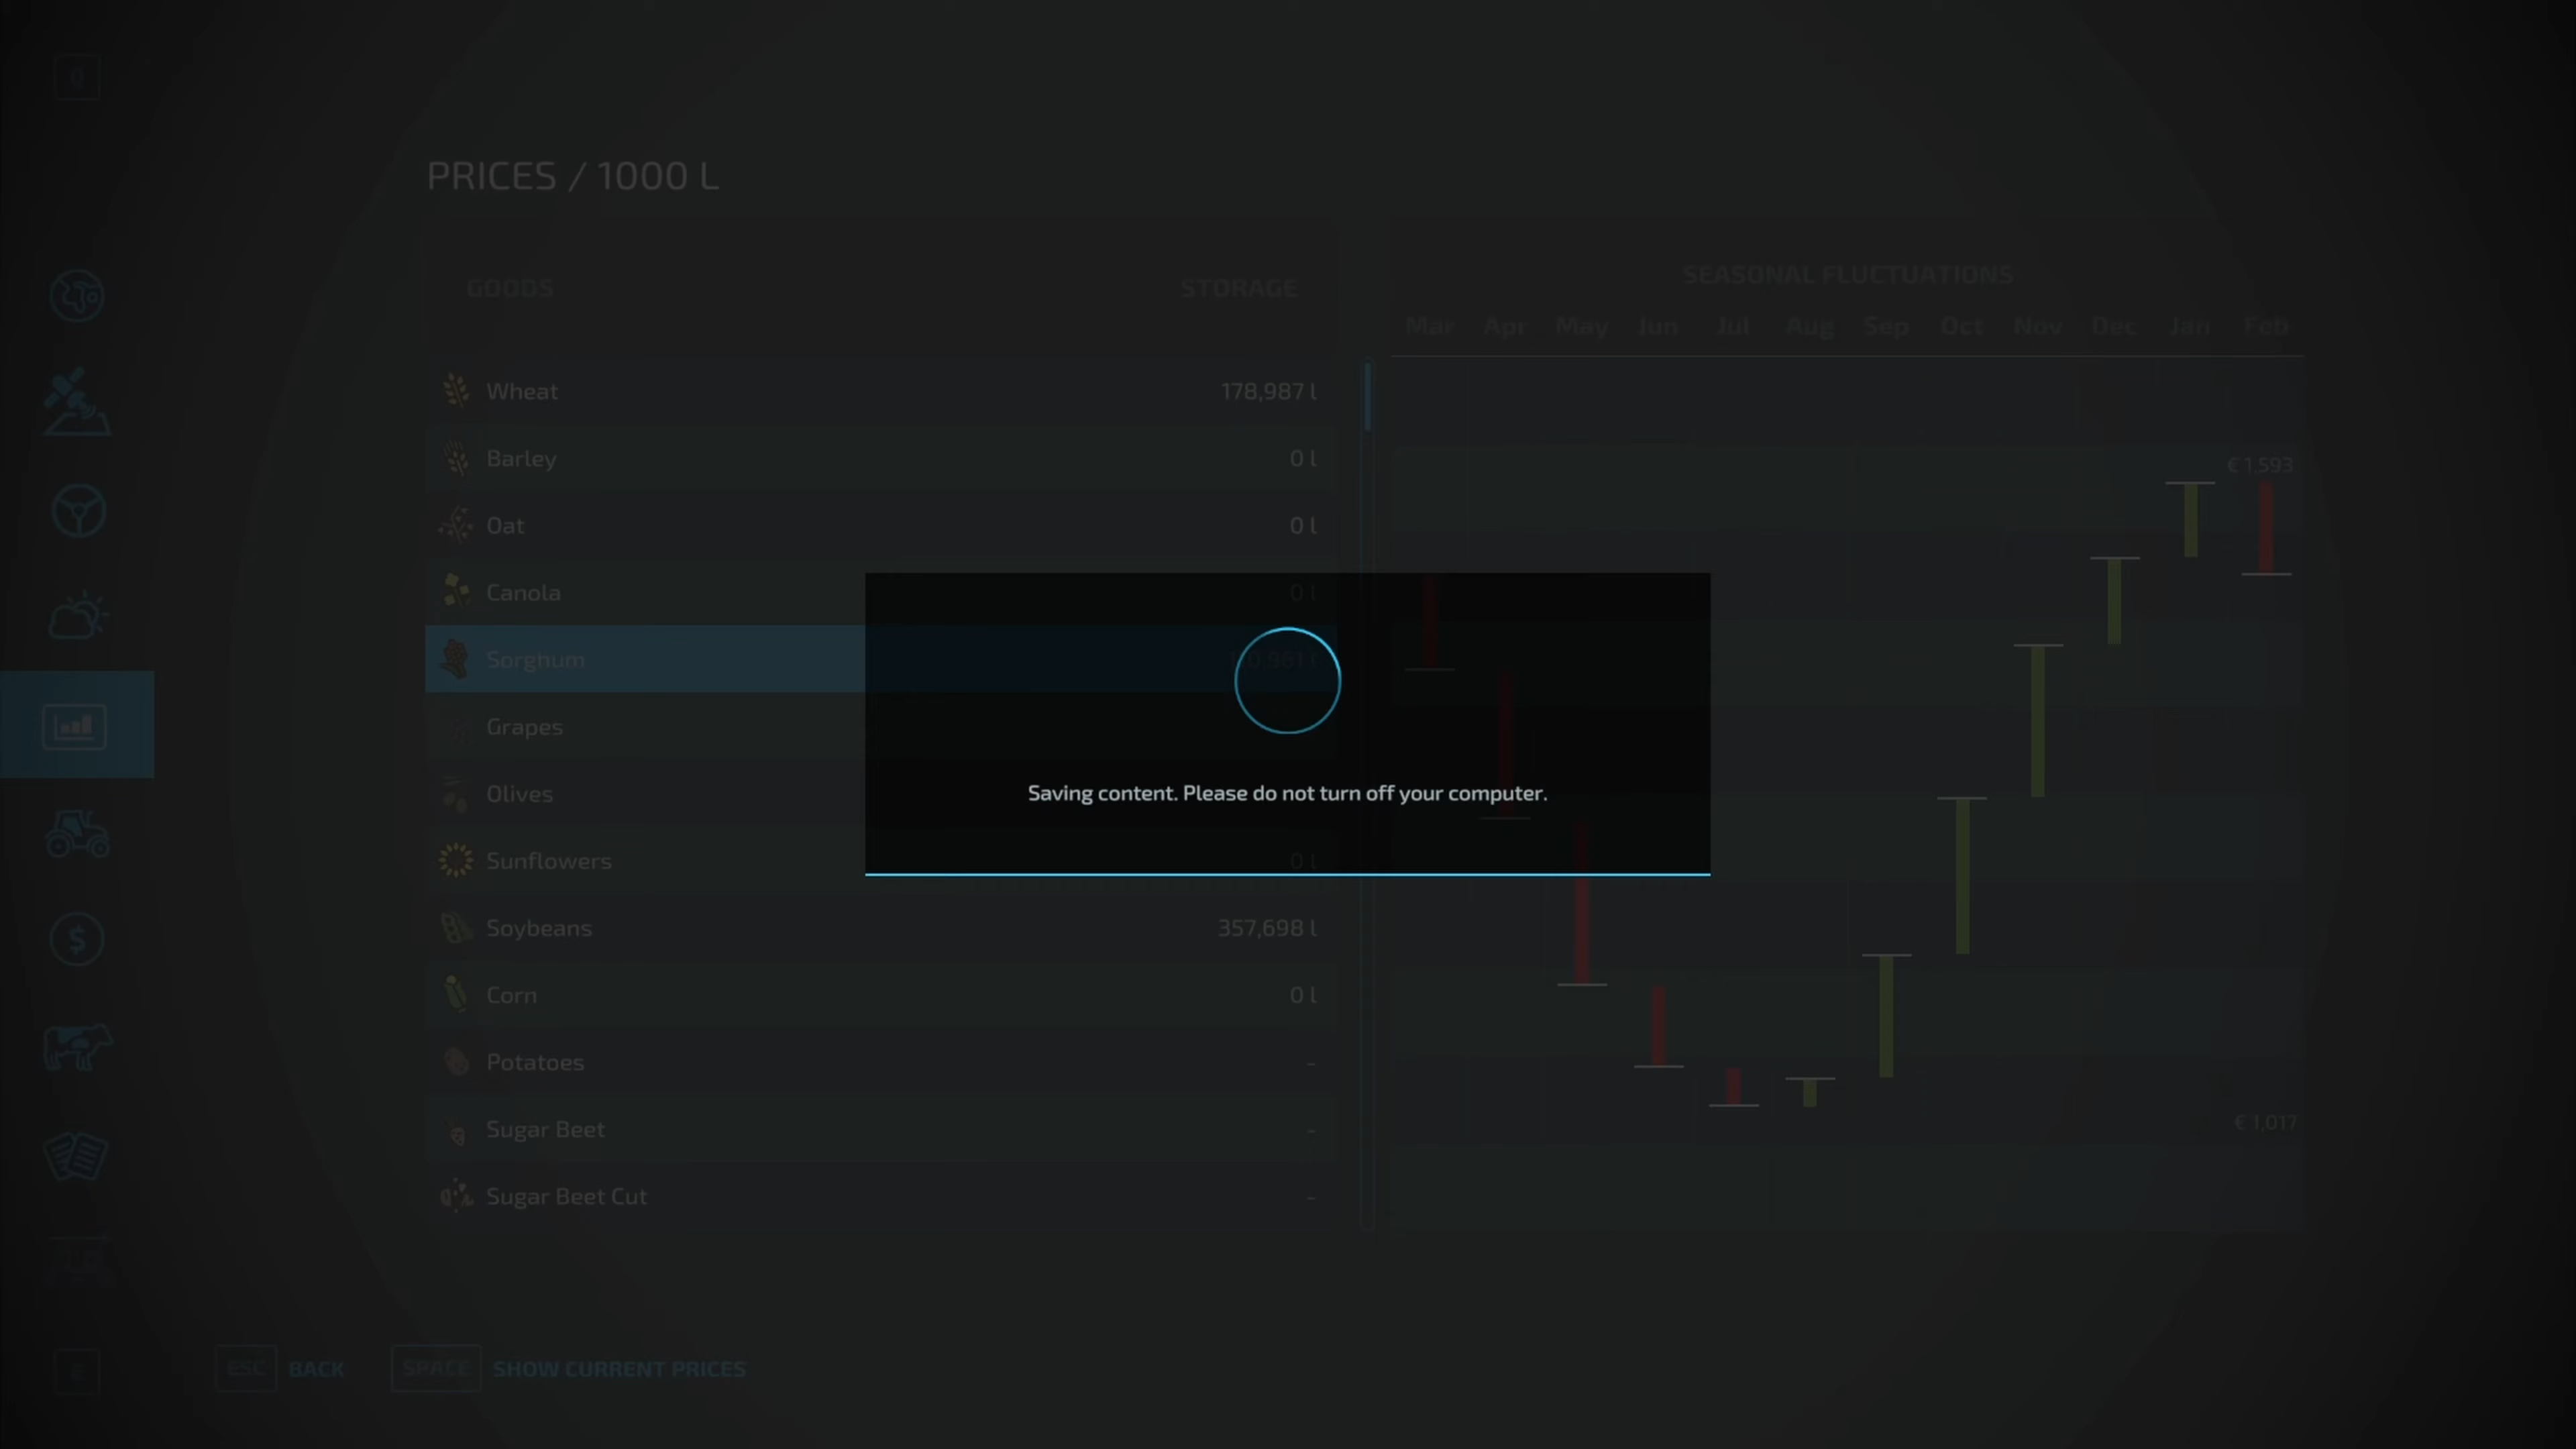 Q
PRICES / 1000 L
GOODS
STORAGE
Wheat 178,987 l
Barley 0 l
Oat 0 l
Canola 0 l
Sorghum
Grapes
Olives
Sunflowers 0 l
Soybeans 357,698 l
Corn 0 l
Potatoes -
Sugar Beet -
Sugar Beet Cut -
SEASONAL FLUCTUATIONS
Mar Apr May Jun Jul Aug Sep Oct Nov Dec Jan Feb
€ 1,593
€ 1,017
Saving content. Please do not turn off your computer.
E
ESC BACK SPACE SHOW CURRENT PRICES